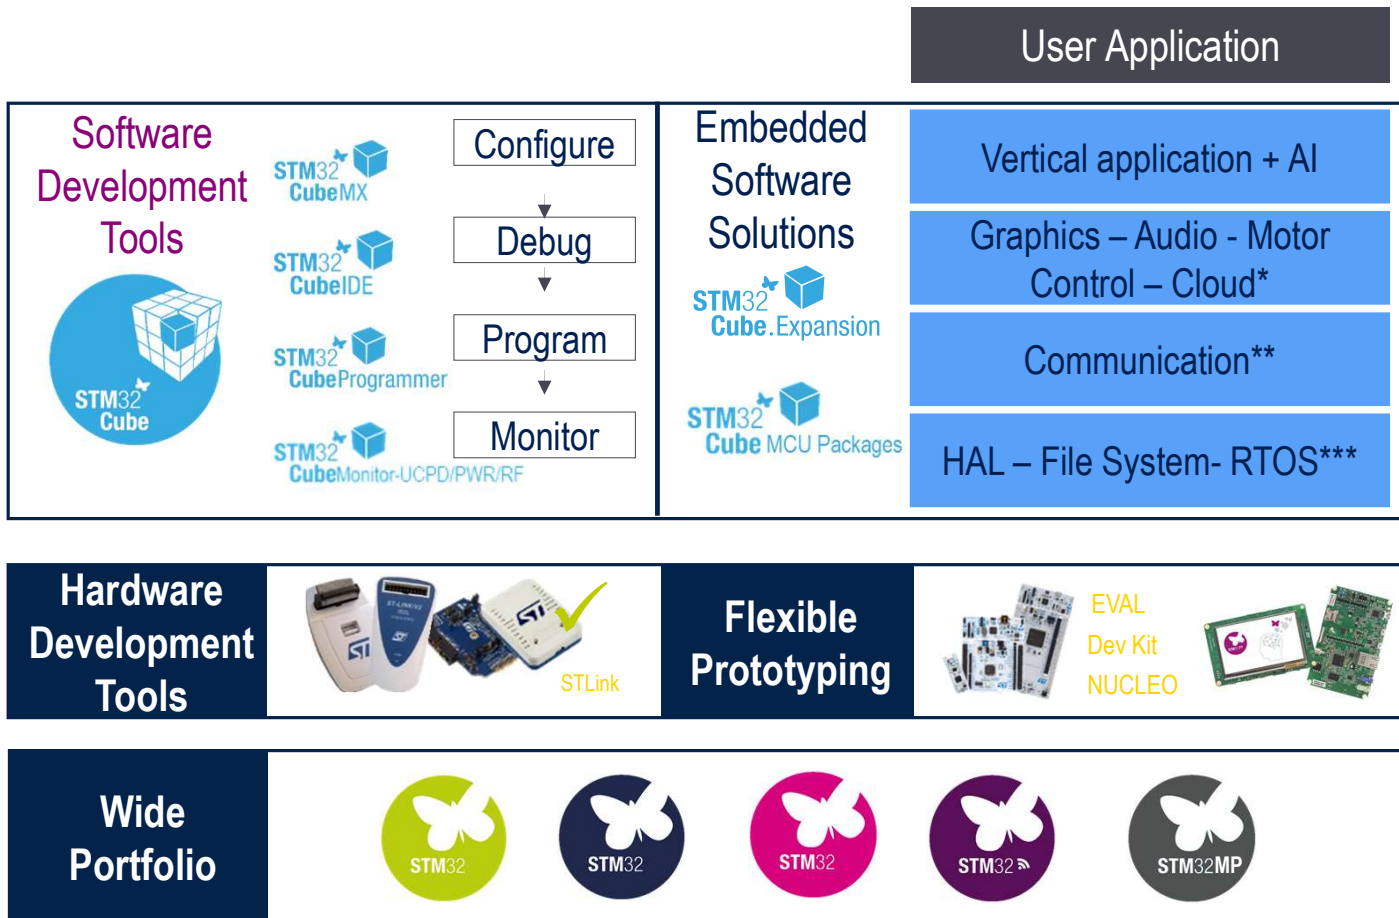 User Application
Software
Development
Tools
STM32
Cube
STM32
CubeMX
STM32
CubeIDE
STM32
CubeProgrammer
STM32
CubeMonitor-UCPD/PWR/RF
Configure
Debug
Program
Monitor
Embedded
Software
Solutions
STM32
Cube.Expansion
STM32
Cube MCU Packages
Vertical application + AI
Graphics – Audio - Motor
Control – Cloud*
Communication**
HAL – File System- RTOS***
Hardware
Development
Tools
ST-LINK/V2
STLink
Flexible
Prototyping
EVAL
Dev Kit
NUCLEO
Wide
Portfolio
STM32
STM32
STM32
STM32
STM32MP